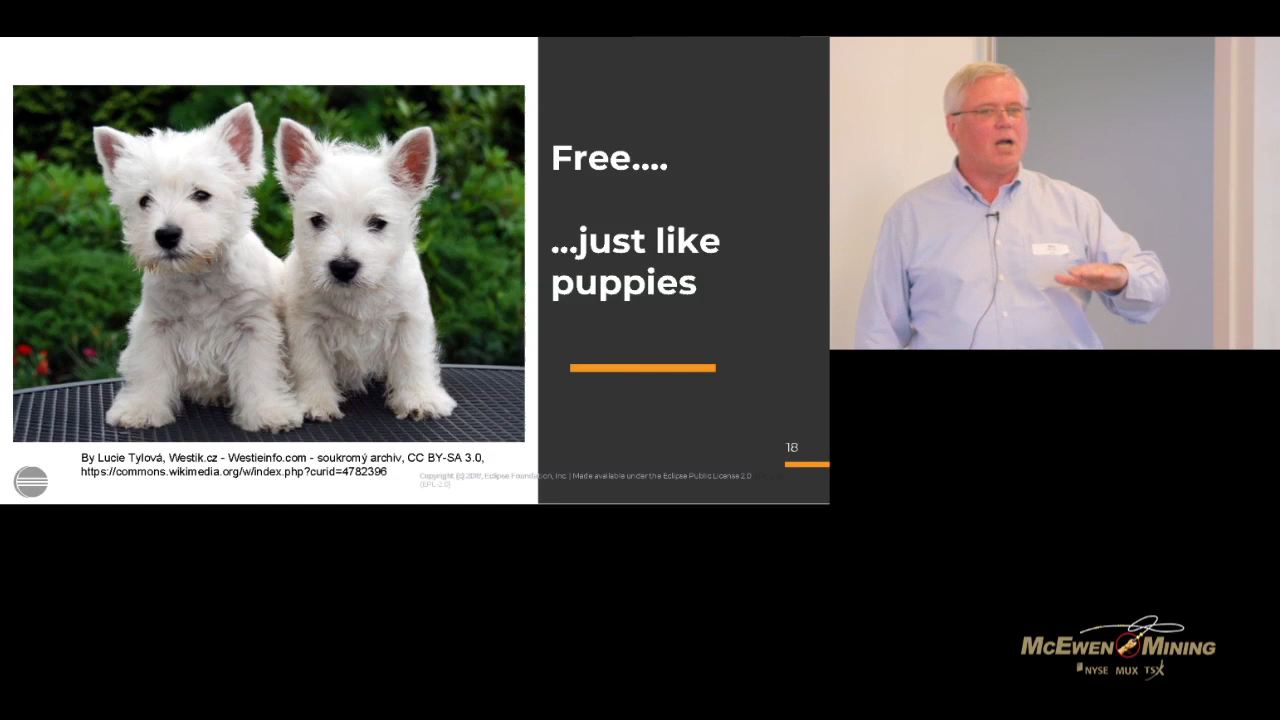 Free....
...just like
puppies
18
By Lucie Tylová, Westik.cz - Westieinfo.com - soukromý archiv, CC BY-SA 3.0,
https://commons.wikimedia.org/w/index.php?curid=4782396
Eclipse Foundation, Inc. | Made available under the Eclipse Public License 2.0
(EPL-2.0)
MCEWEN MINING
NYSE MUX TSX